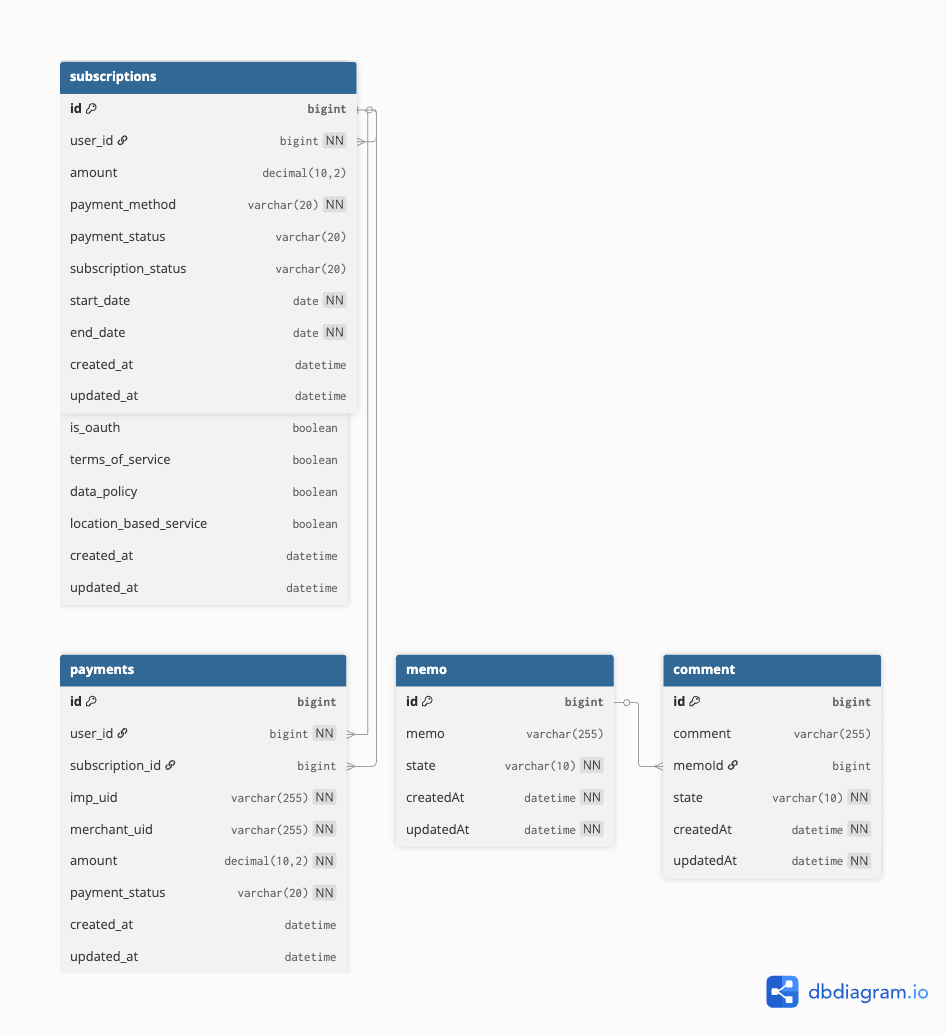 subscriptions
id bigint
user_id bigint NN
amount decimal(10,2)
payment_method varchar(20) NN
payment_status varchar(20)
subscription_status varchar(20)
start_date date NN
end_date date NN
created_at datetime
updated_at datetime
is_oauth boolean
terms_of_service boolean
data_policy boolean
location_based_service boolean
created_at datetime
updated_at datetime
payments
id bigint
user_id bigint NN
subscription_id bigint
imp_uid varchar(255) NN
merchant_uid varchar(255) NN
amount decimal(10,2) NN
payment_status varchar(20) NN
created_at datetime
updated_at datetime
memo
id bigint
memo varchar(255)
state varchar(10) NN
createdAt datetime NN
updatedAt datetime NN
comment
id bigint
comment varchar(255)
memoId bigint
state varchar(10) NN
createdAt datetime NN
updatedAt datetime NN
dbdiagram.io